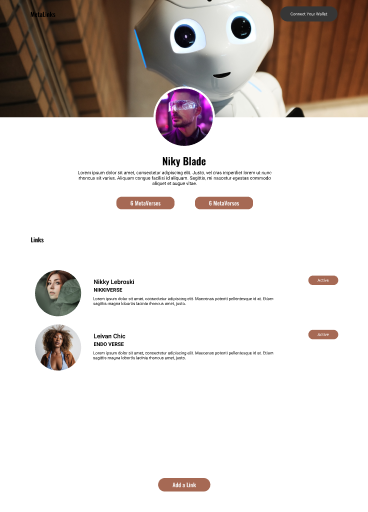 MetaLinks
Connect Your Wallet
Niky Blade
Lorem ipsum dolor sit amet, consectetur adipiscing elit. Justo, vel cras imperdiet lorem ut nunc
rhoncus sit varius. Aliquam congue facilisi id aliquam. Sagittis, mi nascetur egestas commodo
aliquet et augue vitae.
6 MetaVerses
6 MetaVerses
Links
Nikky Lebroski
NIKKIVERSE
Lorem ipsum dolor sit amet, consectetur adipiscing elit. Maecenas potenti pellentesque id at. Etiam
sagittis magna lobortis lacinia rhoncus amet, justo.
Active
Leivan Chic
ENDO VERSE
Lorem ipsum dolor sit amet, consectetur adipiscing elit. Maecenas potenti pellentesque id at. Etiam
sagittis magna lobortis lacinia rhoncus amet, justo.
Active
Add a Link